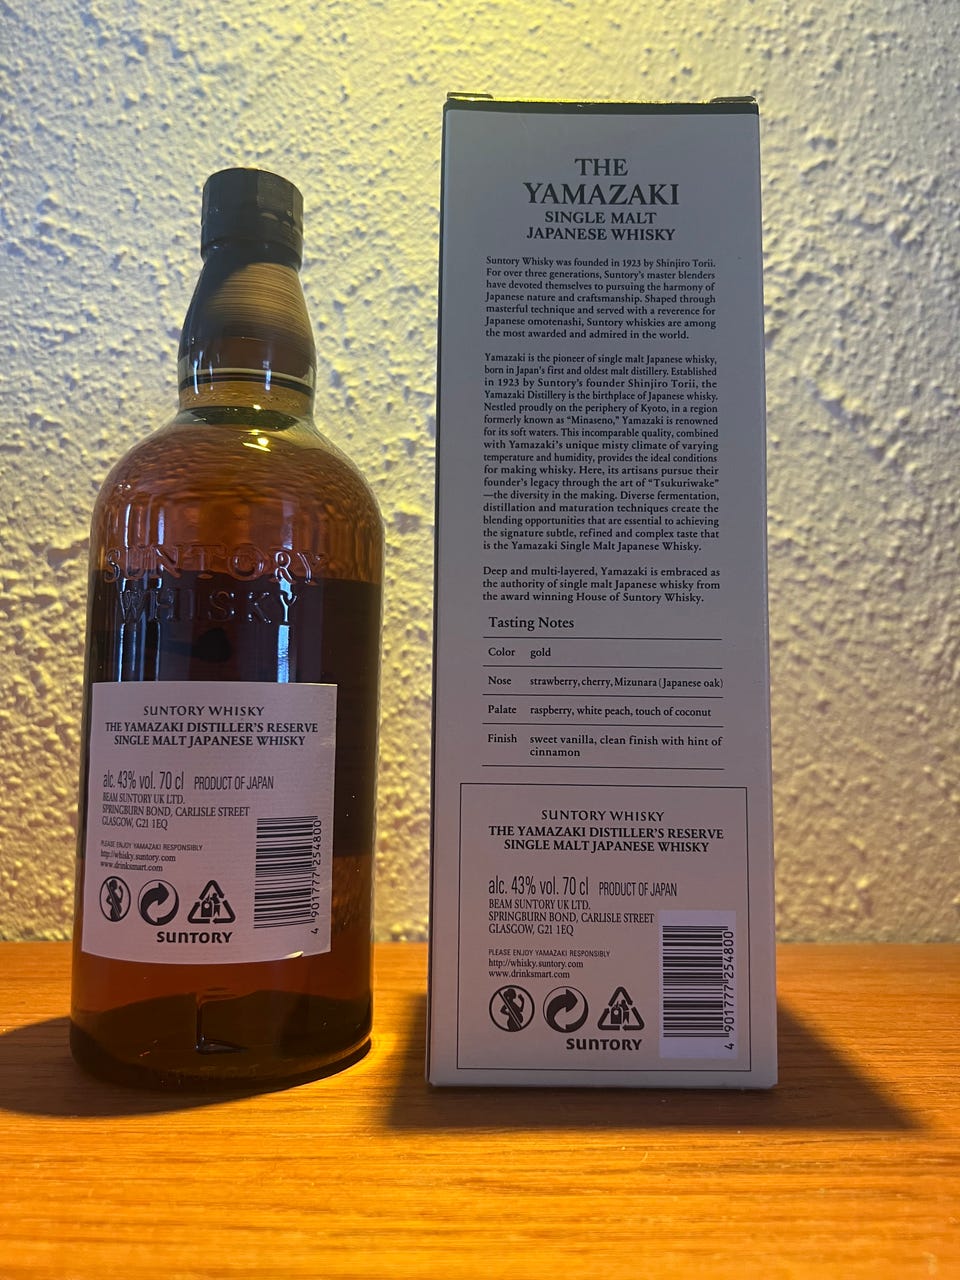 SUNTORY
WHISKY
SUNTORY WHISKY
THE YAMAZAKI DISTILLER'S RESERVE
SINGLE MALT JAPANESE WHISKY
alc. 43% vol. 70 cl PRODUCT OF JAPAN
BEAM SUNTORY UK LTD.
SPRINGBURN BOND, CARLISLE STREET
GLASGOW, G21 1EQ
PLEASE ENJOY YAMAZAKI RESPONSIBLY
http://whisky.suntory.com
www.drinksmart.com
SUNTORY
4 901777 254800
THE
YAMAZAKI
SINGLE MALT
JAPANESE WHISKY
Suntory Whisky was founded in 1923 by Shinjiro Torii.
For over three generations, Suntory's master blenders
have devoted themselves to pursuing the harmony of
Japanese nature and craftsmanship. Shaped through
masterful technique and served with a reverence for
Japanese omotenashi, Suntory whiskies are among
the most awarded and admired in the world.
Yamazaki is the pioneer of single malt Japanese whisky,
born in Japan's first and oldest malt distillery. Established
in 1923 by Suntory's founder Shinjiro Torii, the
Yamazaki Distillery is the birthplace of Japanese whisky.
Nestled proudly on the periphery of Kyoto, in a region
formerly known as "Minaseno," Yamazaki is renowned
for its soft waters. This incomparable quality, combined
with Yamazaki's unique misty climate of varying
temperature and humidity, provides the ideal conditions
for making whisky. Here, its artisans pursue their
founder's legacy through the art of "Tsukuriwake"
—the diversity in the making. Diverse fermentation,
distillation and maturation techniques create the
blending opportunities that are essential to achieving
the signature subtle, refined and complex taste that
is the Yamazaki Single Malt Japanese Whisky.
Deep and multi-layered, Yamazaki is embraced as
the authority of single malt Japanese whisky from
the award winning House of Suntory Whisky.
Tasting Notes
Color gold
Nose strawberry, cherry, Mizunara (Japanese oak)
Palate raspberry, white peach, touch of coconut
Finish sweet vanilla, clean finish with hint of
cinnamon
SUNTORY WHISKY
THE YAMAZAKI DISTILLER'S RESERVE
SINGLE MALT JAPANESE WHISKY
alc. 43% vol. 70 cl PRODUCT OF JAPAN
BEAM SUNTORY UK LTD.
SPRINGBURN BOND, CARLISLE STREET
GLASGOW, G21 1EQ
PLEASE ENJOY YAMAZAKI RESPONSIBLY
http://whisky.suntory.com
www.drinksmart.com
SUNTORY
4 901777 254800